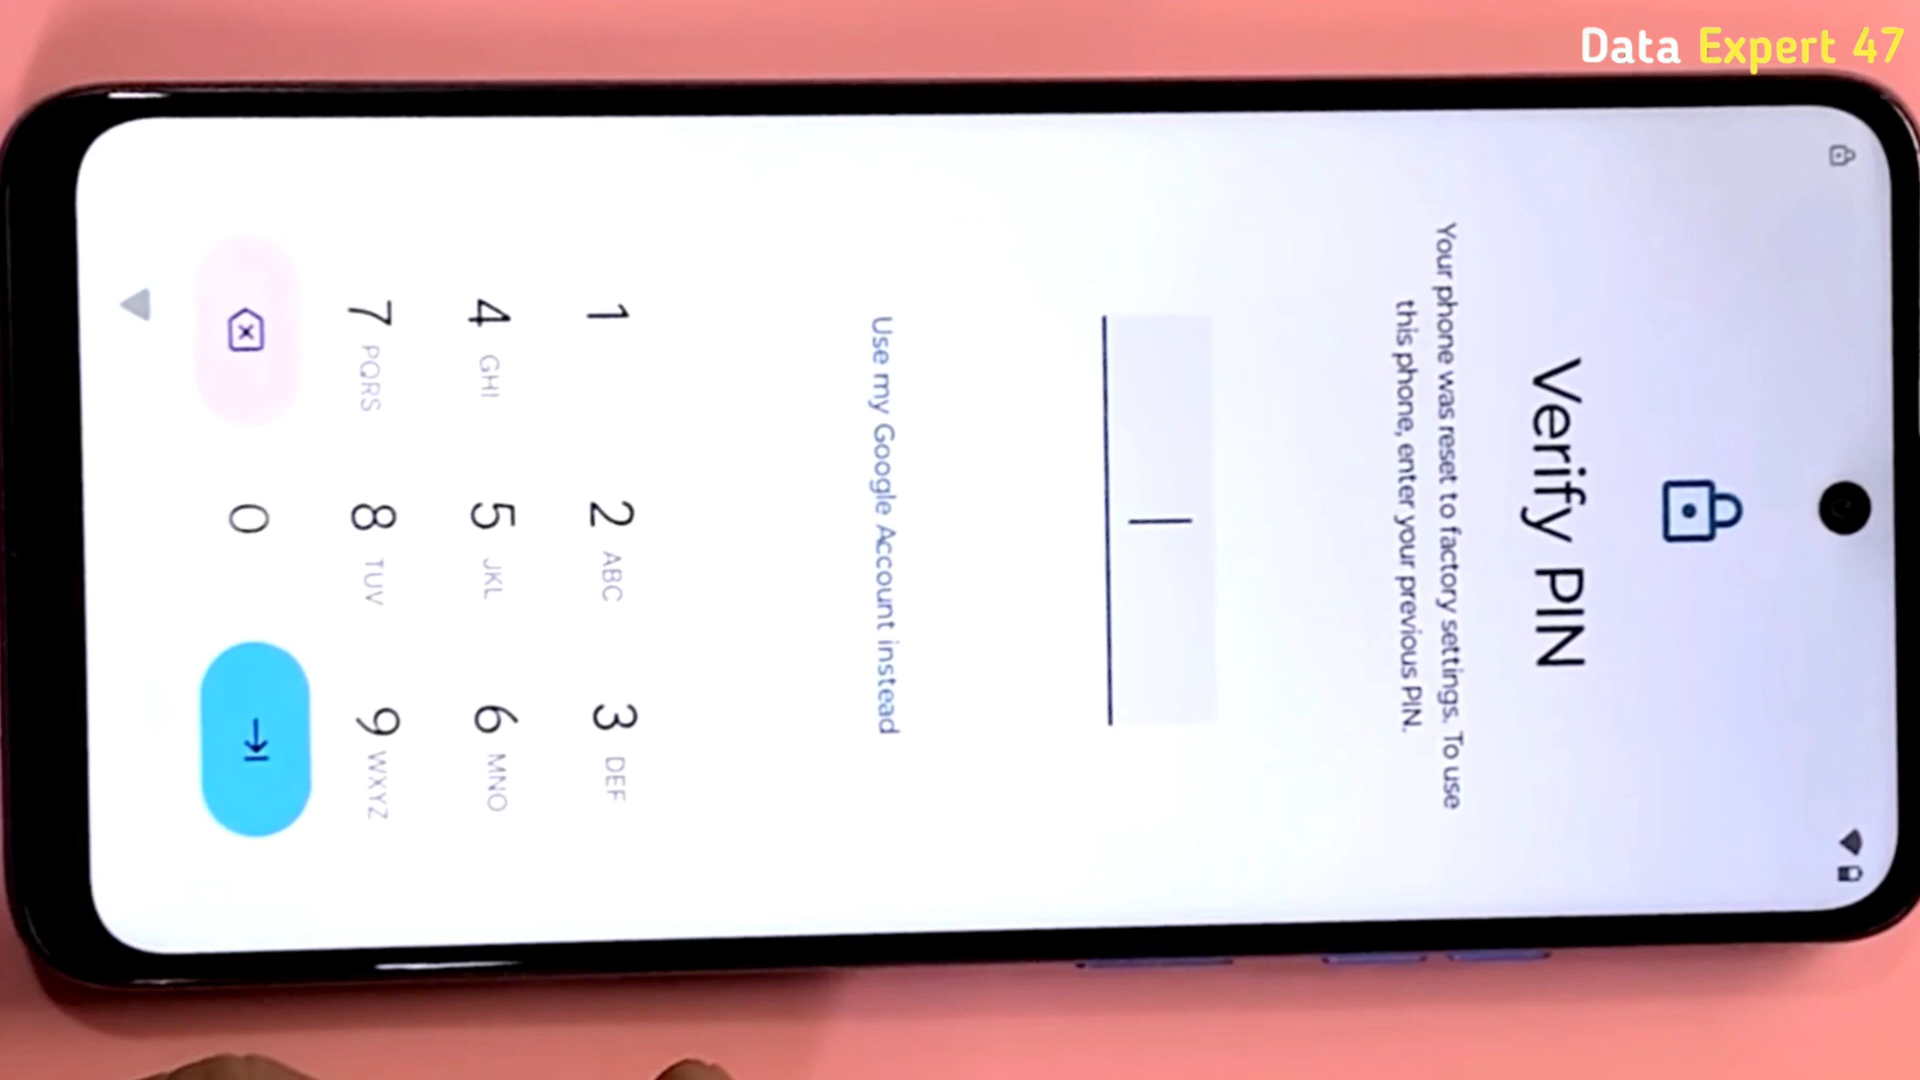 Data Expert 47
Verify PIN
Your phone was reset to factory settings. To use
this phone, enter your previous PIN.
Use my Google Account instead
1
2 ABC
3 DEF
4 GHI
5 JKL
6 MNO
7 PQRS
8 TUV
9 WXYZ
0